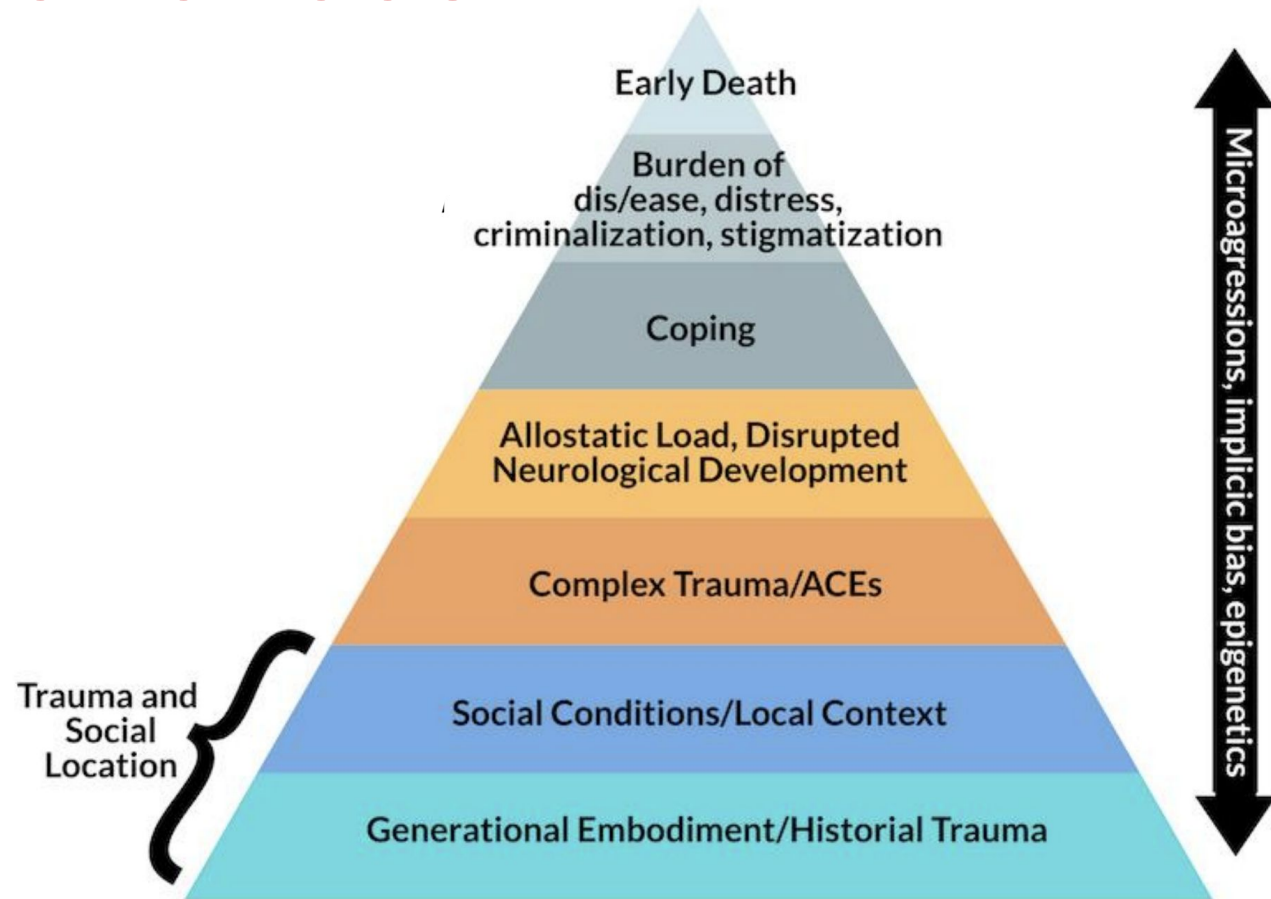 Early Death
Burden of
dis/ease, distress,
criminalization, stigmatization
Coping
Allostatic Load, Disrupted
Neurological Development
Complex Trauma/ACEs
Social Conditions/Local Context
Generational Embodiment/Historial Trauma
Trauma and
Social
Location
Microagressions, implicic bias, epigenetics